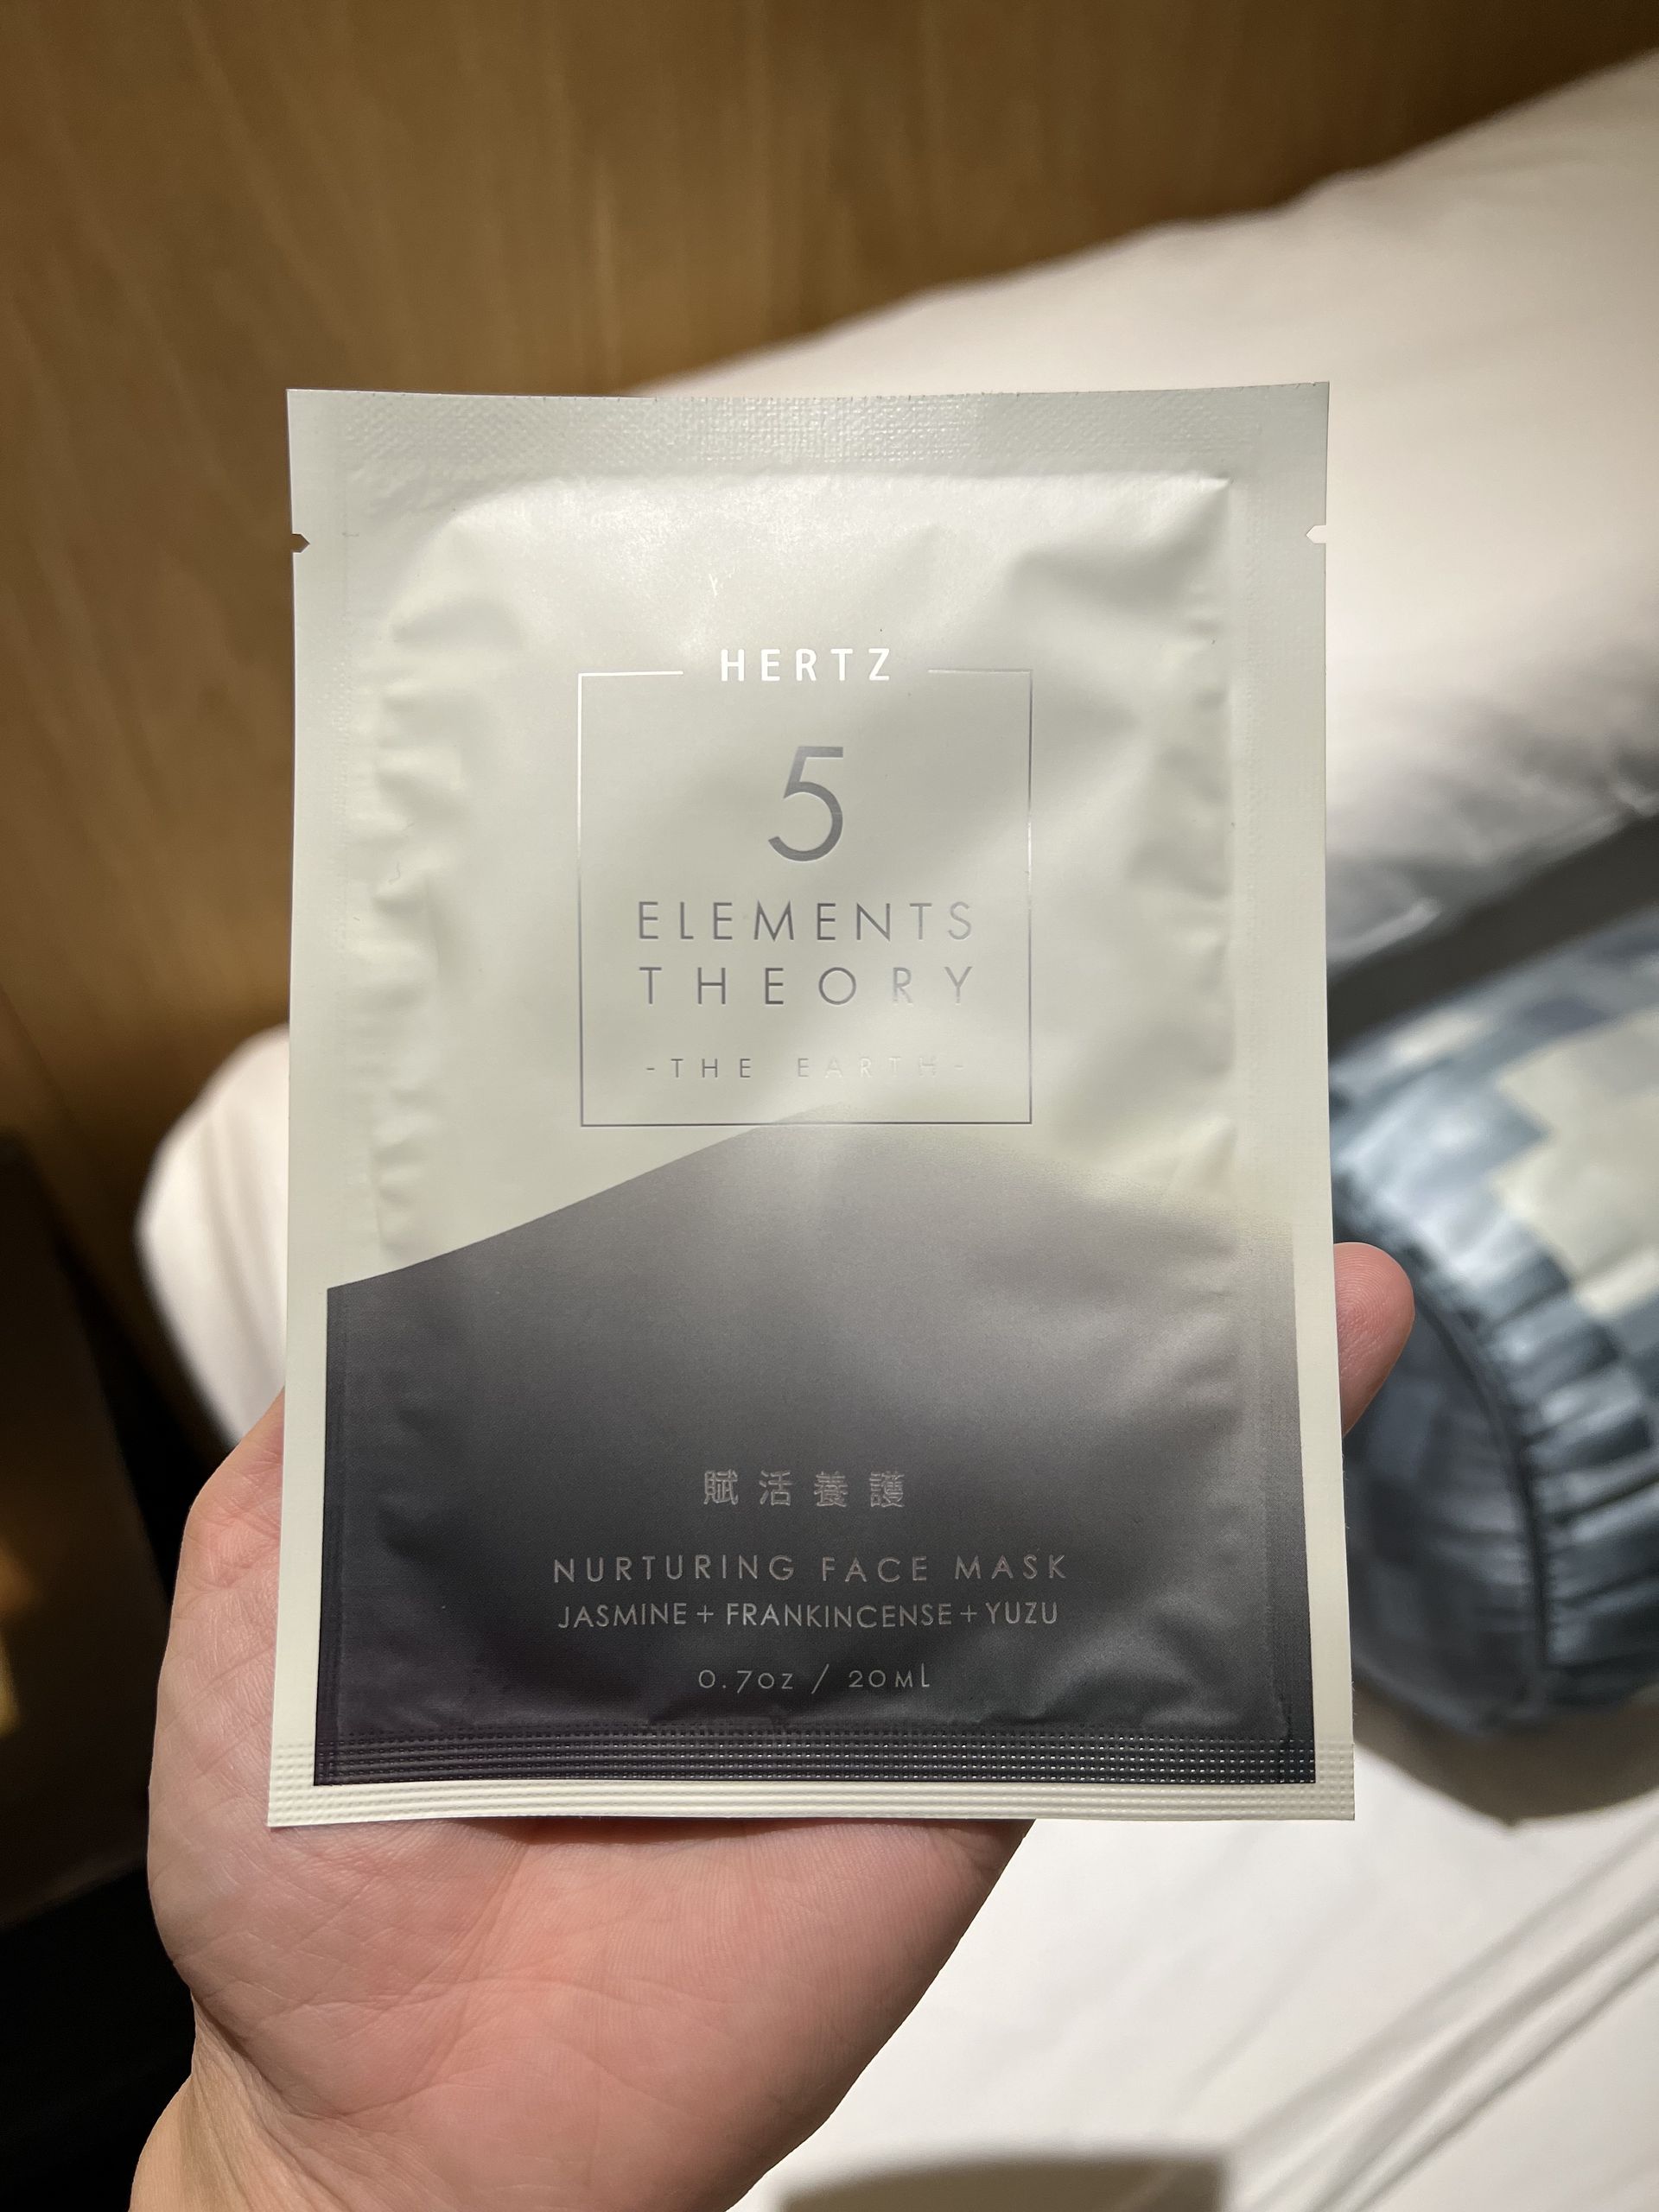 HERTZ
5
ELEMENTS
THEORY
-THE EARTH-
賦活養護
NURTURING FACE MASK
JASMINE + FRANKINCENSE + YUZU
0.7oz / 20ML